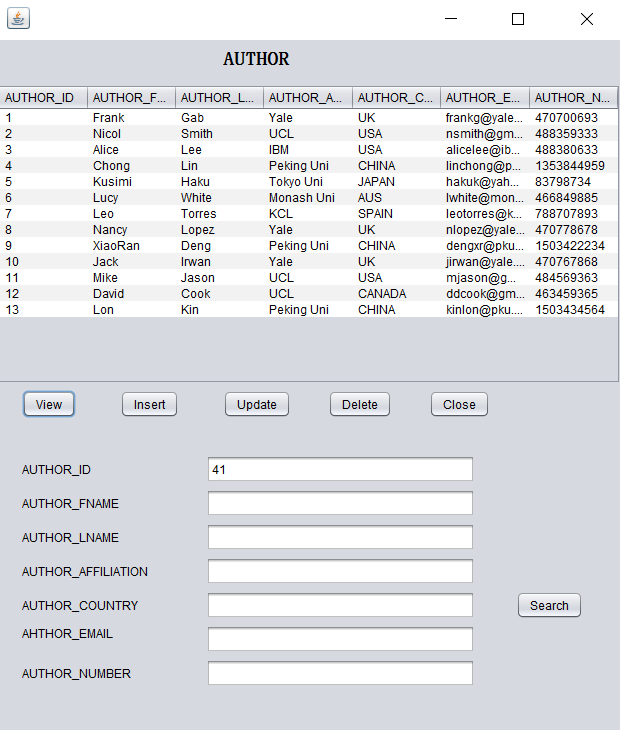 AUTHOR
AUTHOR_ID AUTHOR_F... AUTHOR_L... AUTHOR_A... AUTHOR_C... AUTHOR_E... AUTHOR_N...
1 Frank Gab Yale UK frankg@yale... 470700693
2 Nicol Smith UCL USA nsmith@gm... 488359333
3 Alice Lee IBM USA alicelee@ib... 488380633
4 Chong Lin Peking Uni CHINA linchong@p... 1353844959
5 Kusimi Haku Tokyo Uni JAPAN hakuk@yah... 83798734
6 Lucy White Monash Uni AUS lwhite@mon... 466849885
7 Leo Torres KCL SPAIN leotorres@k... 788707893
8 Nancy Lopez Yale UK nlopez@yale... 470778678
9 XiaoRan Deng Peking Uni CHINA dengxr@pku... 1503422234
10 Jack Irwan Yale UK jirwan@yale.... 470767868
11 Mike Jason UCL USA mjason@g... 484569363
12 David Cook UCL CANADA ddcook@gm... 463459365
13 Lon Kin Peking Uni CHINA kinlon@pku.... 1503434564
View Insert Update Delete Close
AUTHOR_ID 41
AUTHOR_FNAME
AUTHOR_LNAME
AUTHOR_AFFILIATION
AUTHOR_COUNTRY Search
AHTHOR_EMAIL
AUTHOR_NUMBER